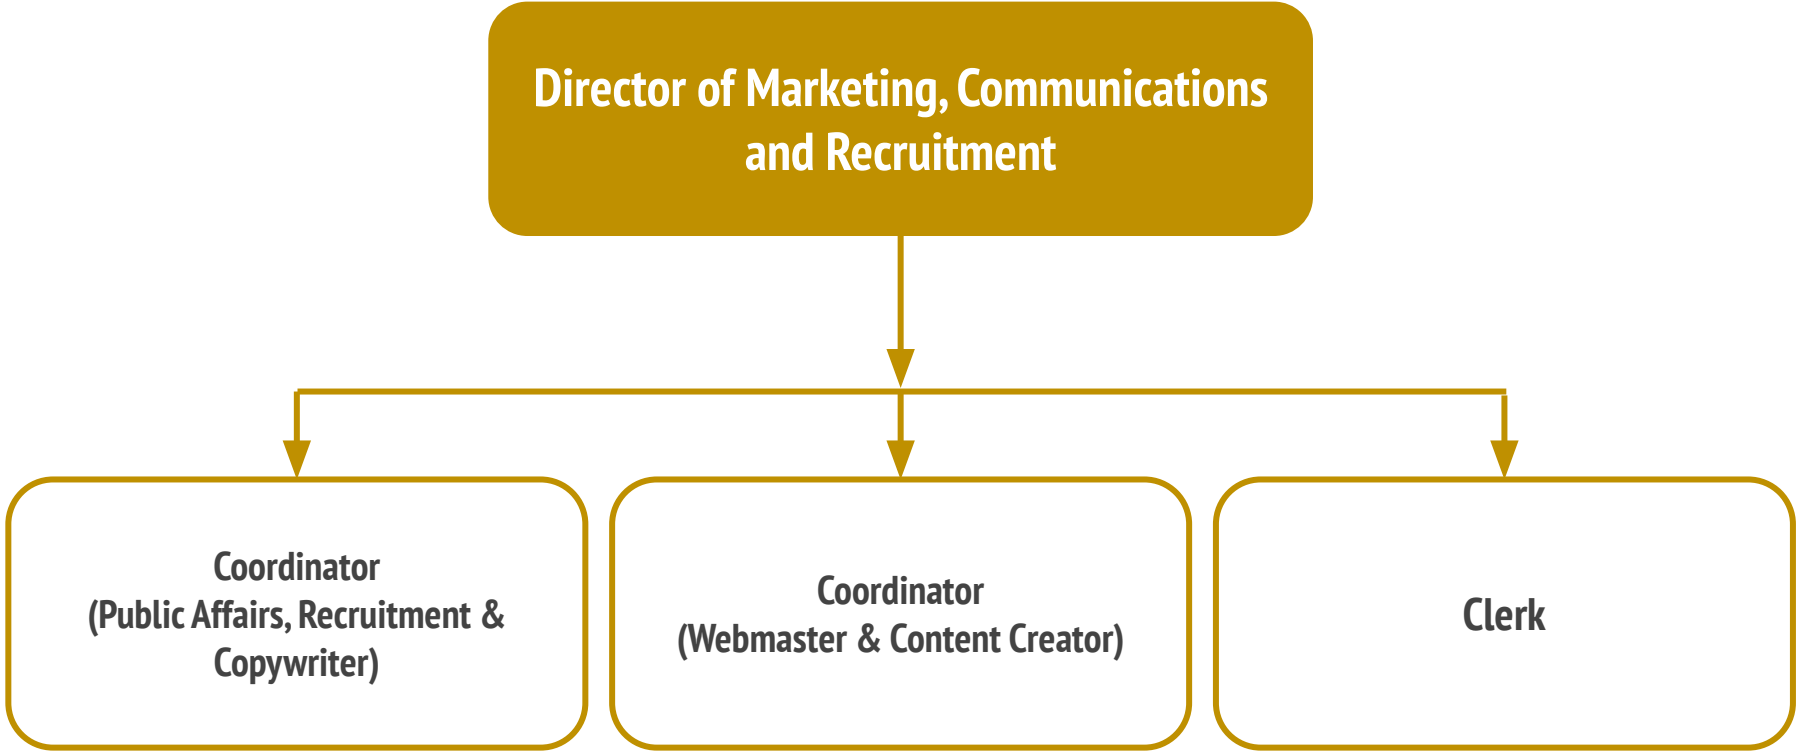 Director of Marketing, Communications
and Recruitment
Coordinator
(Public Affairs, Recruitment &
Copywriter)
Coordinator
(Webmaster & Content Creator)
Clerk